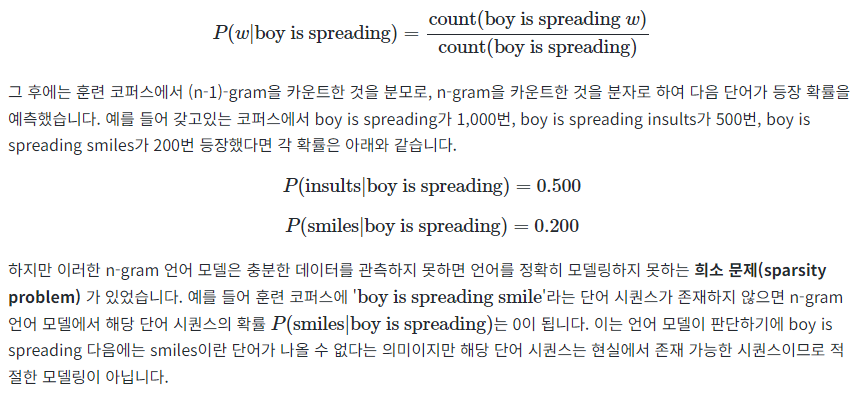 P(w|boy is spreading) = count(boy is spreading w) / count(boy is spreading)
그 후에는 훈련 코퍼스에서 (n-1)-gram을 카운트한 것을 분모로, n-gram을 카운트한 것을 분자로 하여 다음 단어가 등장 확률을
예측했습니다. 예를 들어 갖고있는 코퍼스에서 boy is spreading가 1,000번, boy is spreading insults가 500번, boy is
spreading smiles가 200번 등장했다면 각 확률은 아래와 같습니다.
P(insults|boy is spreading) = 0.500
P(smiles|boy is spreading) = 0.200
하지만 이러한 n-gram 언어 모델은 충분한 데이터를 관측하지 못하면 언어를 정확히 모델링하지 못하는 희소 문제(sparsity
problem) 가 있었습니다. 예를 들어 훈련 코퍼스에 'boy is spreading smile'라는 단어 시퀀스가 존재하지 않으면 n-gram
언어 모델에서 해당 단어 시퀀스의 확률 P(smiles|boy is spreading)는 0이 됩니다. 이는 언어 모델이 판단하기에 boy is
spreading 다음에는 smiles이란 단어가 나올 수 없다는 의미이지만 해당 단어 시퀀스는 현실에서 존재 가능한 시퀀스이므로 적
절한 모델링이 아닙니다.